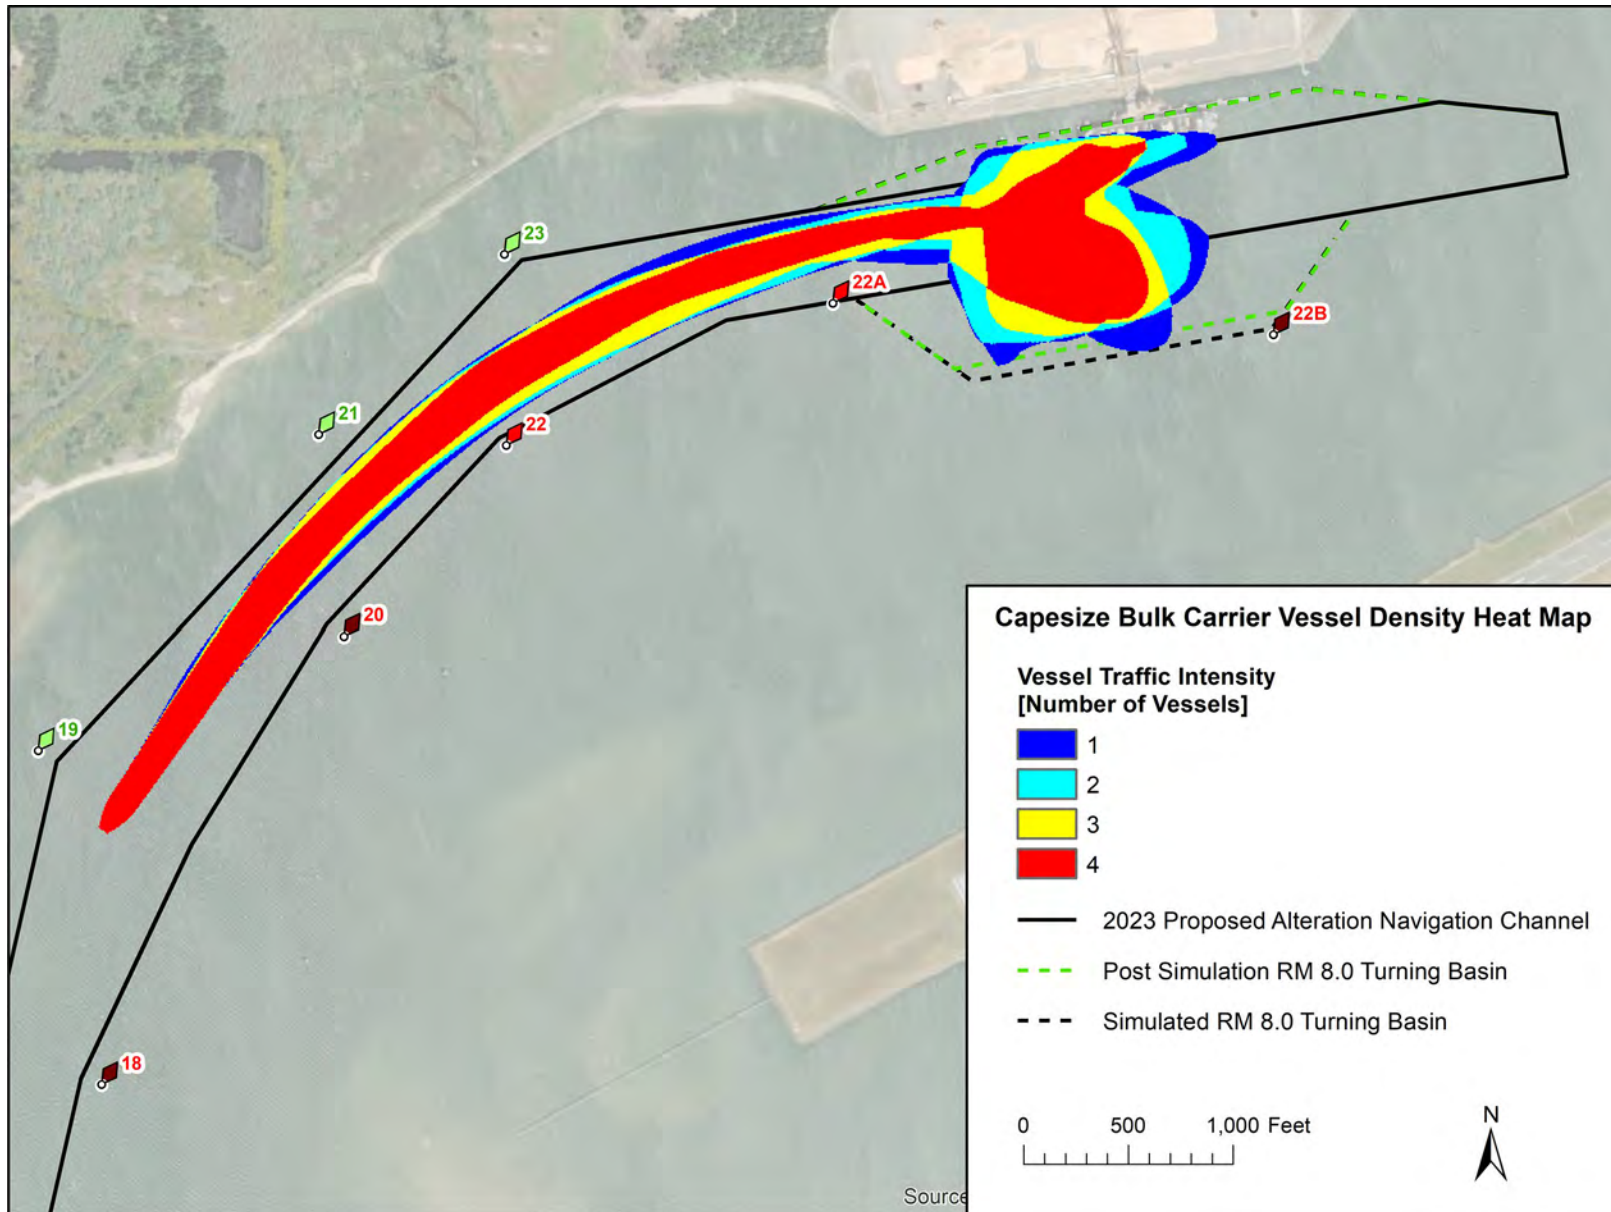 23
22A
22B
21
22
20
19
18
Capesize Bulk Carrier Vessel Density Heat Map
Vessel Traffic Intensity
[Number of Vessels]
1
2
3
4
2023 Proposed Alteration Navigation Channel
Post Simulation RM 8.0 Turning Basin
Simulated RM 8.0 Turning Basin
0 500 1,000 Feet
N
Source